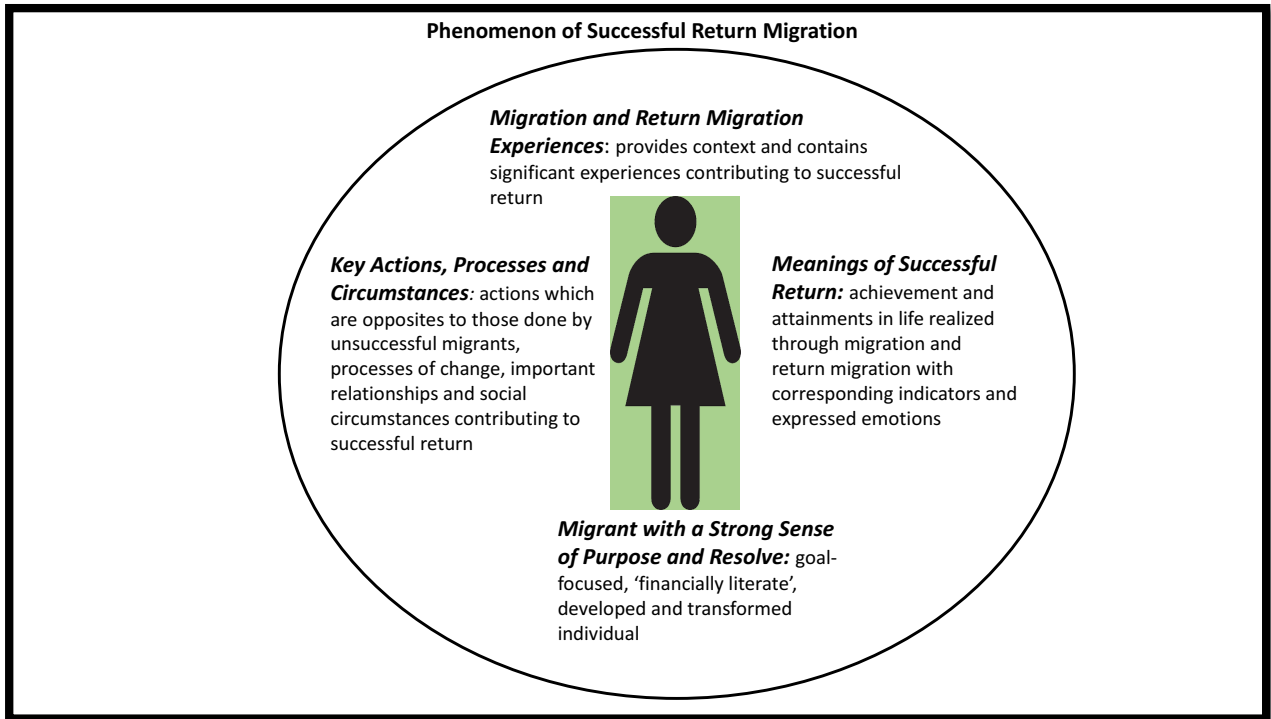 Phenomenon of Successful Return Migration
Migration and Return Migration
Experiences: provides context and contains
significant experiences contributing to successful
return
Key Actions, Processes and
Circumstances: actions which
are opposites to those done by
unsuccessful migrants,
processes of change, important
relationships and social
circumstances contributing to
successful return
Meanings of Successful
Return: achievement and
attainments in life realized
through migration and
return migration with
corresponding indicators and
expressed emotions
Migrant with a Strong Sense
of Purpose and Resolve: goal-
focused, ‘financially literate’,
developed and transformed
individual